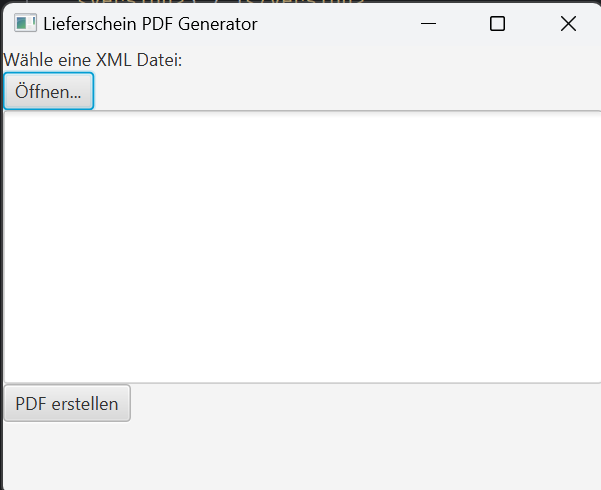 Lieferschein PDF Generator
Wähle eine XML Datei:
Öffnen...
PDF erstellen